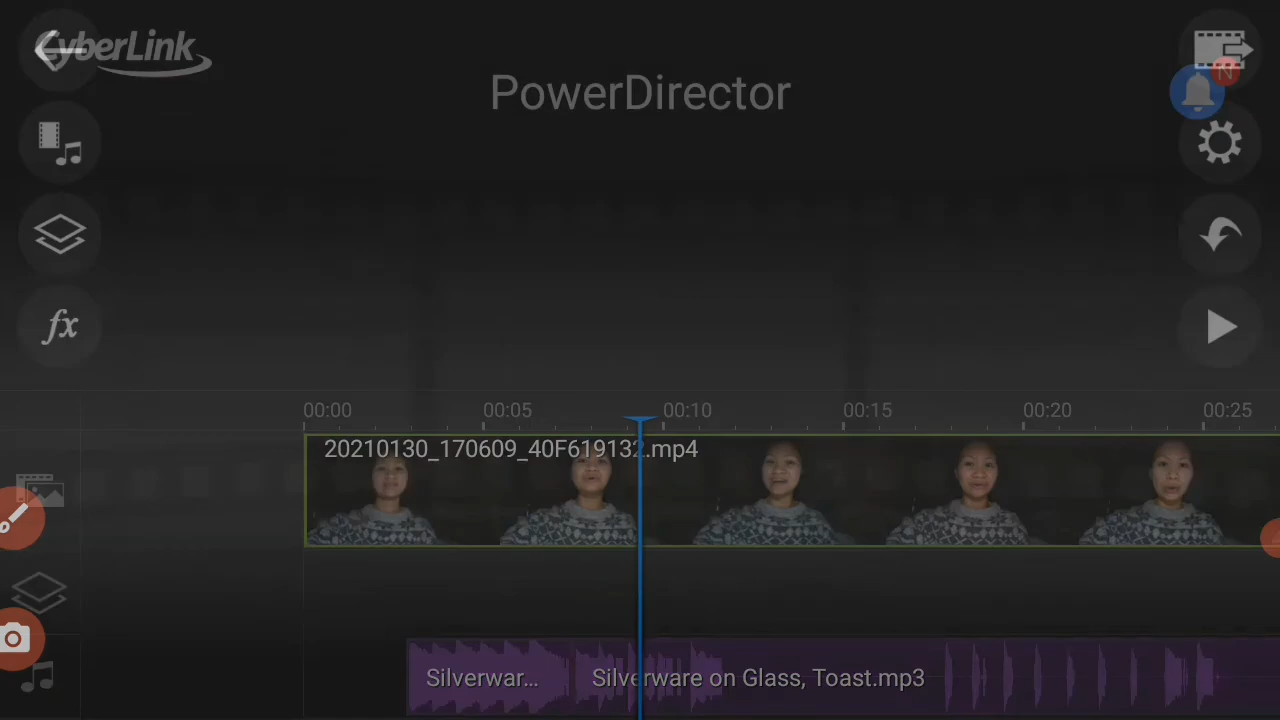 CyberLink
PowerDirector
N
fx
00:00 00:05 00:10 00:15 00:20 00:25
20210130_170609_40F619132.mp4
Silverwar... Silverware on Glass, Toast.mp3